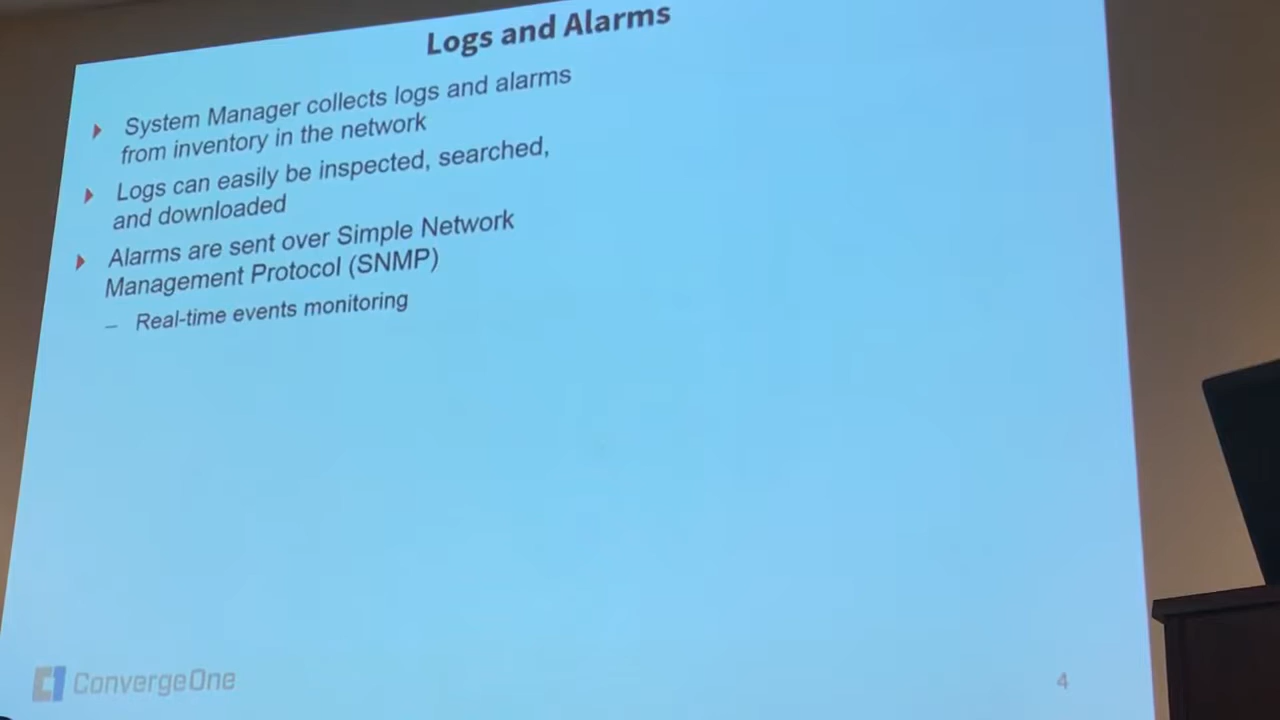 Logs and Alarms
System Manager collects logs and alarms
from inventory in the network
Logs can easily be inspected, searched,
and downloaded
Alarms are sent over Simple Network
Management Protocol (SNMP)
– Real-time events monitoring
ConvergeOne
4